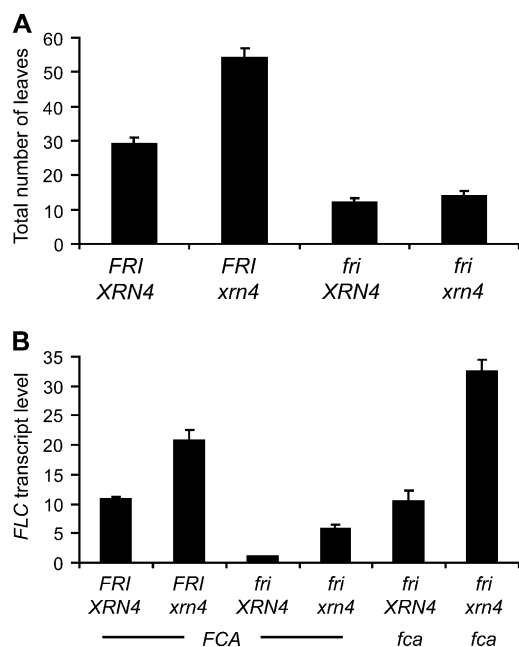 A
Total number of leaves
60
50
40
30
20
10
0
FRI FRI fri fri
XRN4 xrn4 XRN4 xrn4
B
FLC transcript level
35
30
25
20
15
10
5
0
FRI FRI fri fri fri fri
XRN4 xrn4 XRN4 xrn4 XRN4 xrn4
FCA fca fca